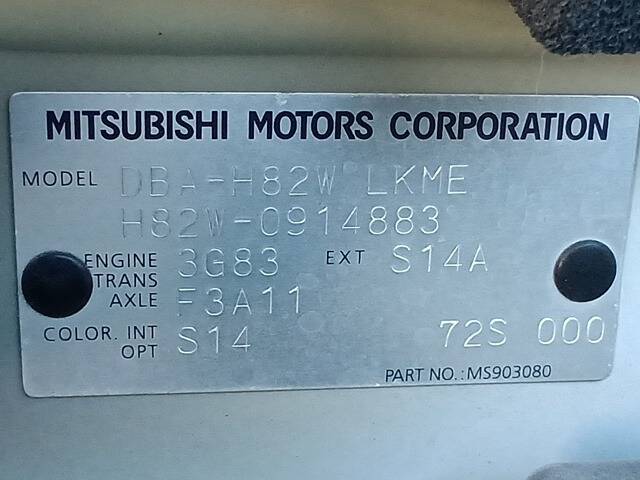 MITSUBISHI MOTORS CORPORATION
MODEL DBA-H82W LKME
H82W-0914883
ENGINE 3G83 EXT S14A
TRANS
AXLE F3A11
COLOR. INT S14 72S 000
OPT
PART NO.:MS903080